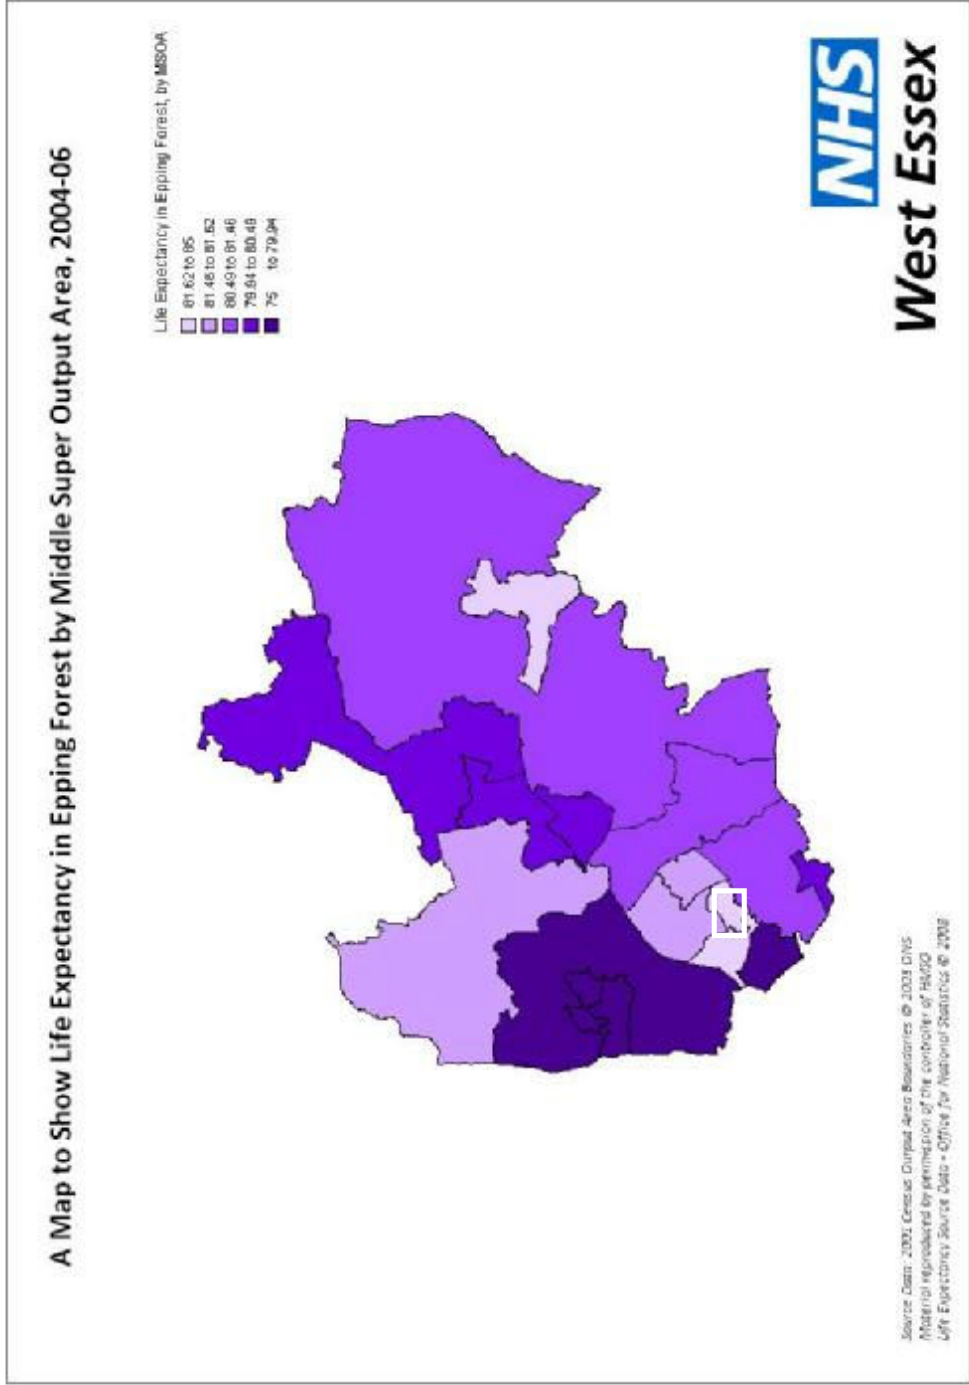 A Map to Show Life Expectancy in Epping Forest by Middle Super Output Area, 2004-06
Life Expectancy in Epping Forest, by MSOA
81.62 to 85
81.46 to 81.62
80.49 to 81.46
79.94 to 80.49
75 to 79.94
NHS
West Essex
Source Data: 2001 Census Output Area Boundaries © 2003 ONS
Material reproduced by permission of the controller of HMSO
Life Expectancy Source Data - Office for National Statistics © 2008